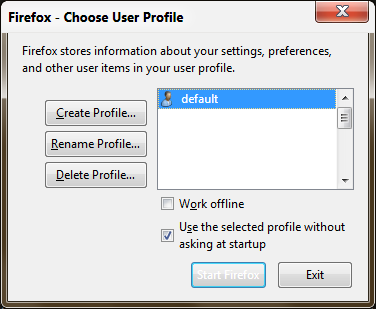 Firefox - Choose User Profile
Firefox stores information about your settings, preferences,
and other user items in your user profile.
Create Profile...
default
Rename Profile...
Delete Profile...
Work offline
Use the selected profile without
asking at startup
Start Firefox
Exit